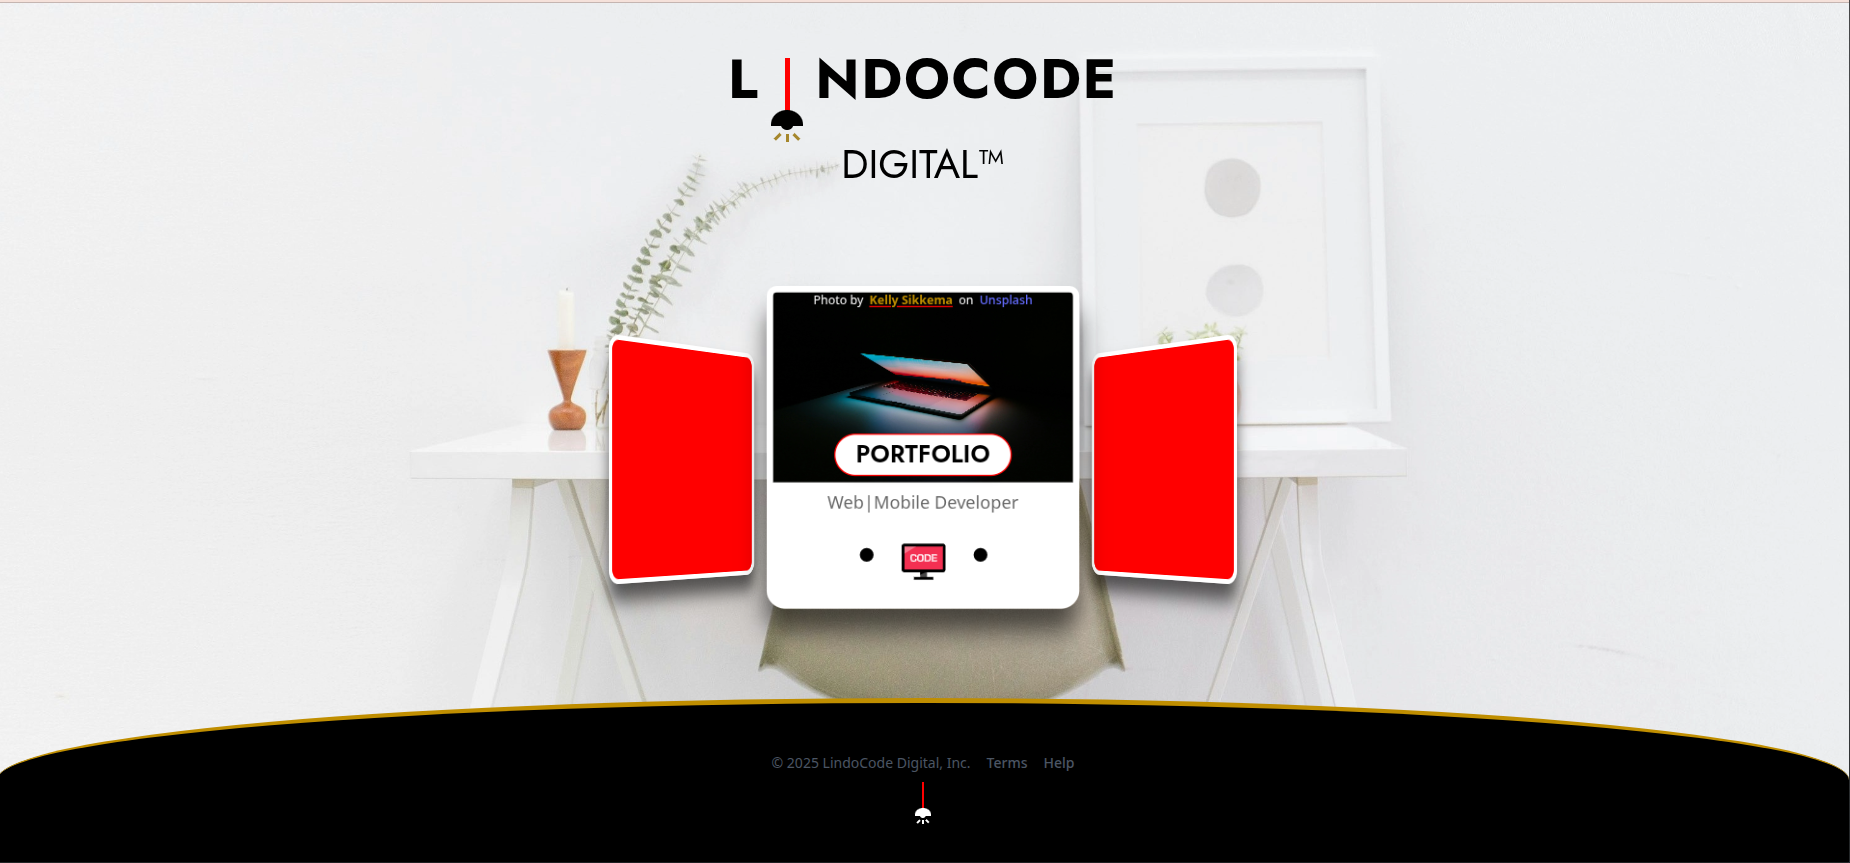 L NDOCODE
DIGITAL™
Photo by Kelly Sikkema on Unsplash
PORTFOLIO
Web|Mobile Developer
CODE
© 2025 LindoCode Digital, Inc. Terms Help